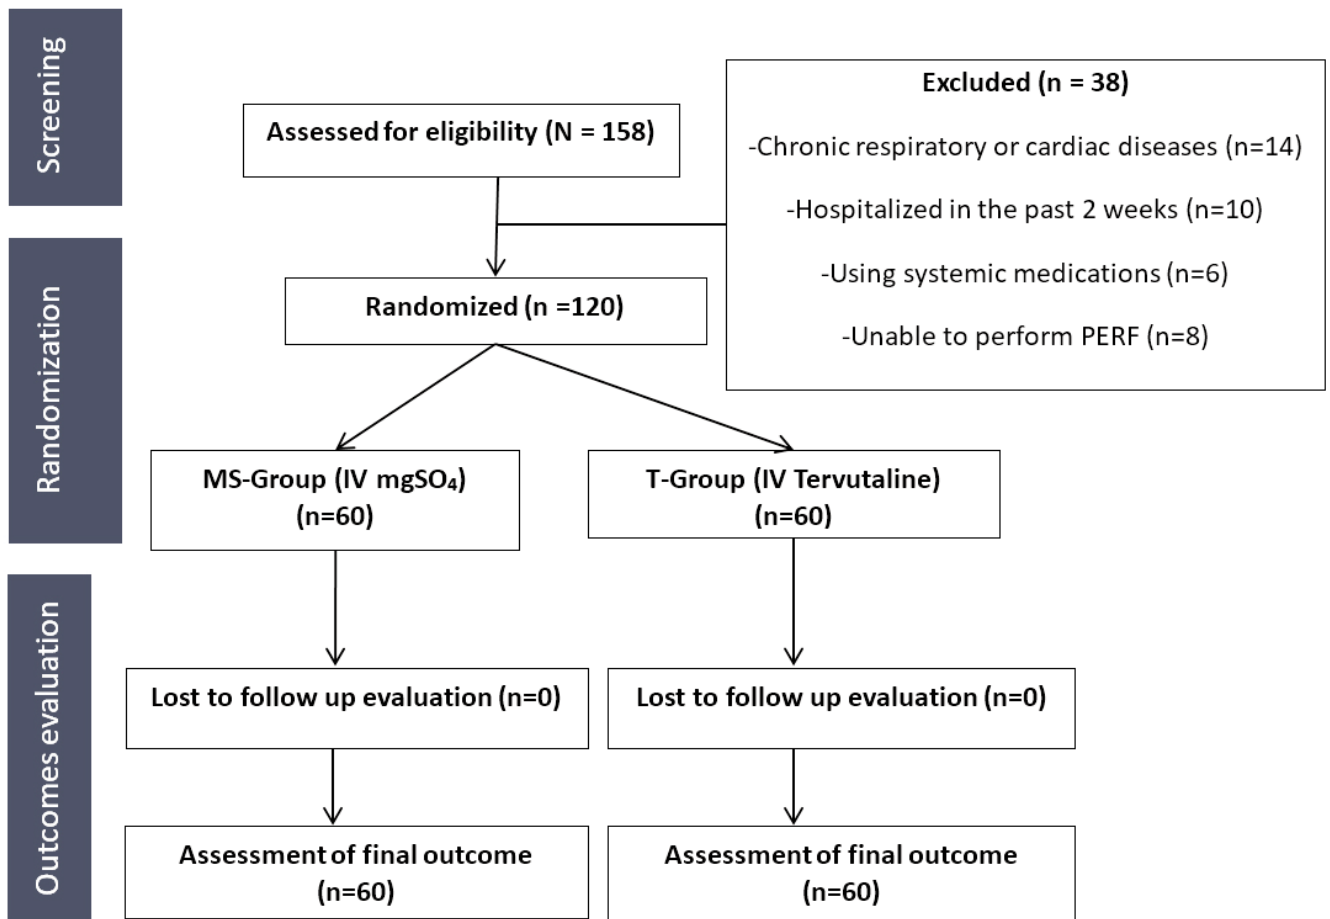 Screening
Assessed for eligibility (N = 158)
Excluded (n = 38)
-Chronic respiratory or cardiac diseases (n=14)
-Hospitalized in the past 2 weeks (n=10)
-Using systemic medications (n=6)
-Unable to perform PERF (n=8)
Randomization
Randomized (n =120)
MS-Group (IV mgSO₄)
(n=60)
T-Group (IV Tervutaline)
(n=60)
Outcomes evaluation
Lost to follow up evaluation (n=0)
Lost to follow up evaluation (n=0)
Assessment of final outcome
(n=60)
Assessment of final outcome
(n=60)